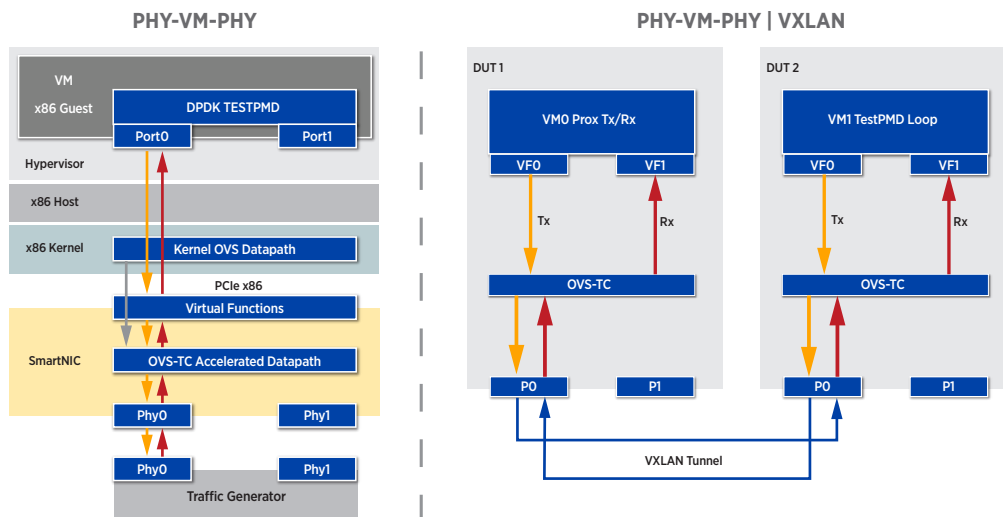 PHY-VM-PHY
VM
x86 Guest
DPDK TESTPMD
Port0
Port1
Hypervisor
x86 Host
x86 Kernel
Kernel OVS Datapath
PCIe x86
Virtual Functions
SmartNIC
OVS-TC Accelerated Datapath
Phy0
Phy1
Phy0
Phy1
Traffic Generator
PHY-VM-PHY | VXLAN
DUT 1
VM0 Prox Tx/Rx
VF0
VF1
Tx
Rx
OVS-TC
P0
P1
DUT 2
VM1 TestPMD Loop
VF0
VF1
Tx
Rx
OVS-TC
P0
P1
VXLAN Tunnel